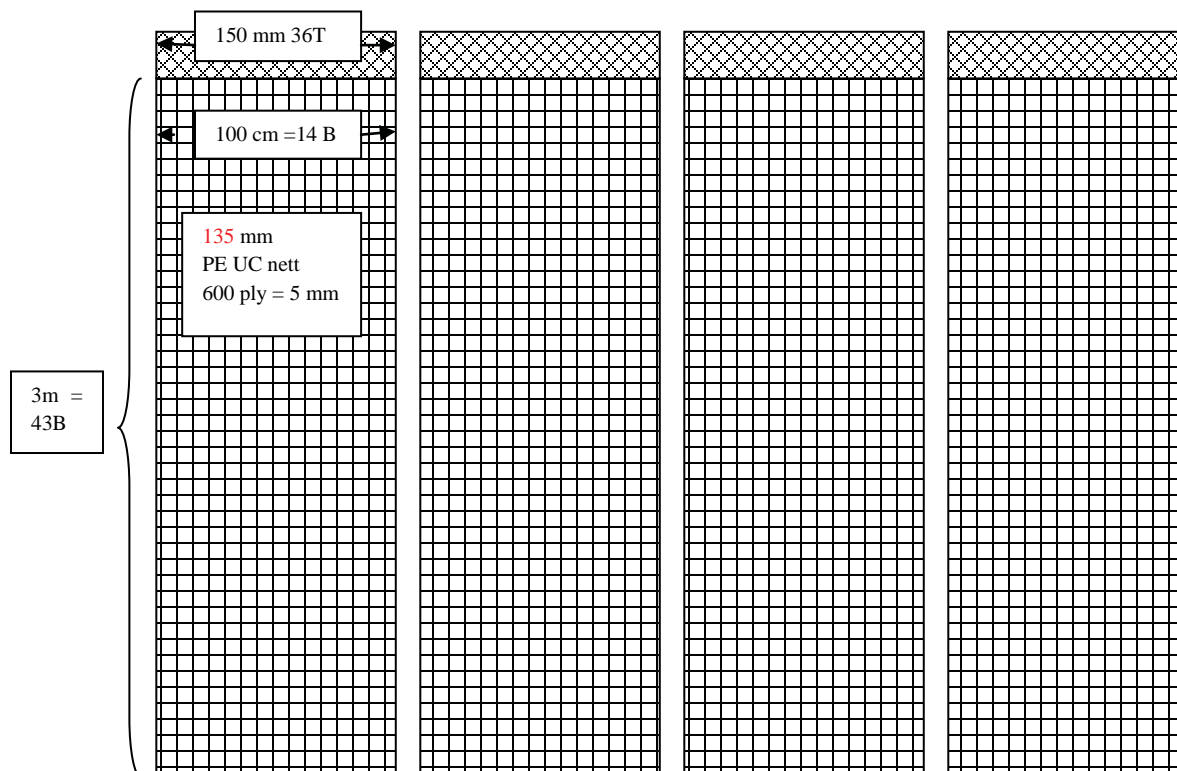 150 mm 36T
100 cm =14 B
135 mm
PE UC nett
600 ply = 5 mm
3m =
43B